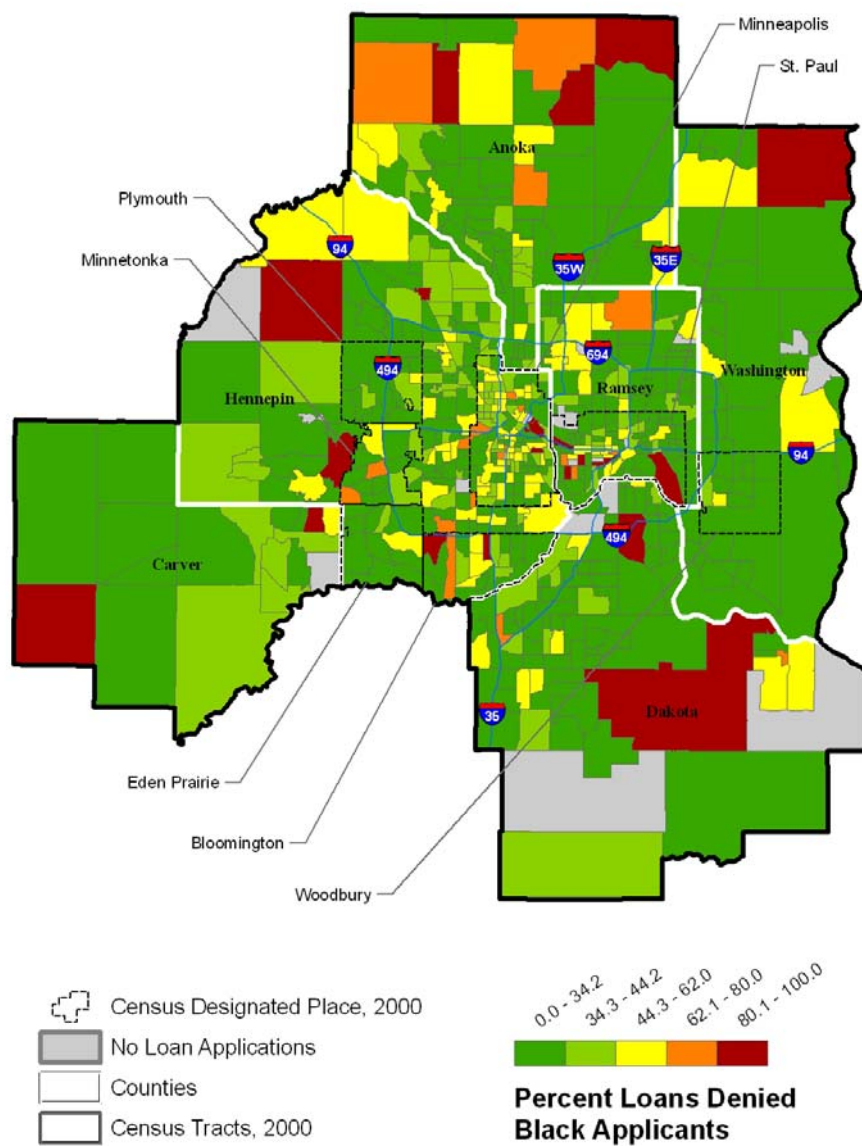 Minneapolis
St. Paul
Anoka
Plymouth
Minnetonka
94
35W
35E
694
494
Washington
Ramsey
Hennepin
94
494
Carver
Dakota
35
Eden Prairie
Bloomington
Woodbury
Census Designated Place, 2000
No Loan Applications
Counties
Census Tracts, 2000
0.0 - 34.2
34.3 - 44.2
44.3 - 62.0
62.1 - 80.0
80.1 - 100.0
Percent Loans Denied
Black Applicants